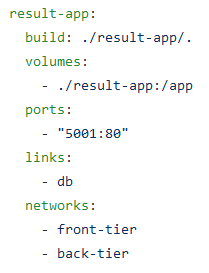 result-app:
  build: ./result-app/.
  volumes:
    - ./result-app:/app
  ports:
    - "5001:80"
  links:
    - db
  networks:
    - front-tier
    - back-tier